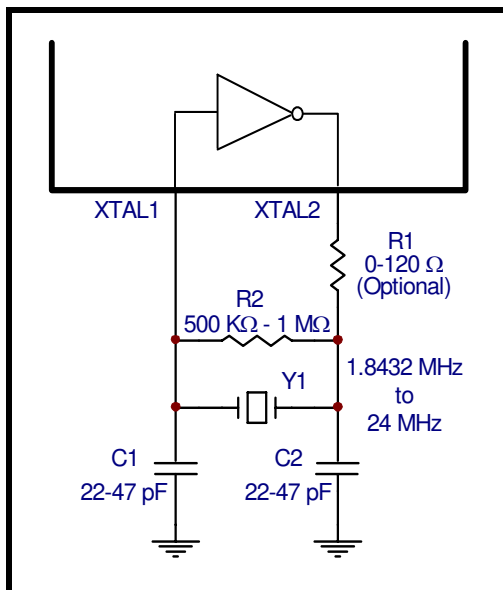 XTAL1
XTAL2
R1
0-120 Ω
(Optional)
R2
500 KΩ - 1 MΩ
Y1
1.8432 MHz
to
24 MHz
C1
22-47 pF
C2
22-47 pF